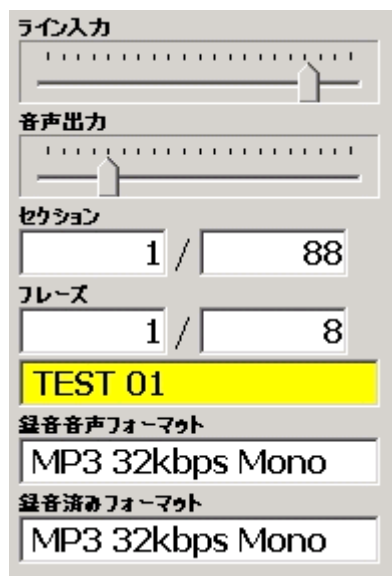 ライン入力
音声出力
セクション
1 / 88
フレーズ
1 / 8
TEST 01
録音音声フォーマット
MP3 32kbps Mono
録音済みフォーマット
MP3 32kbps Mono